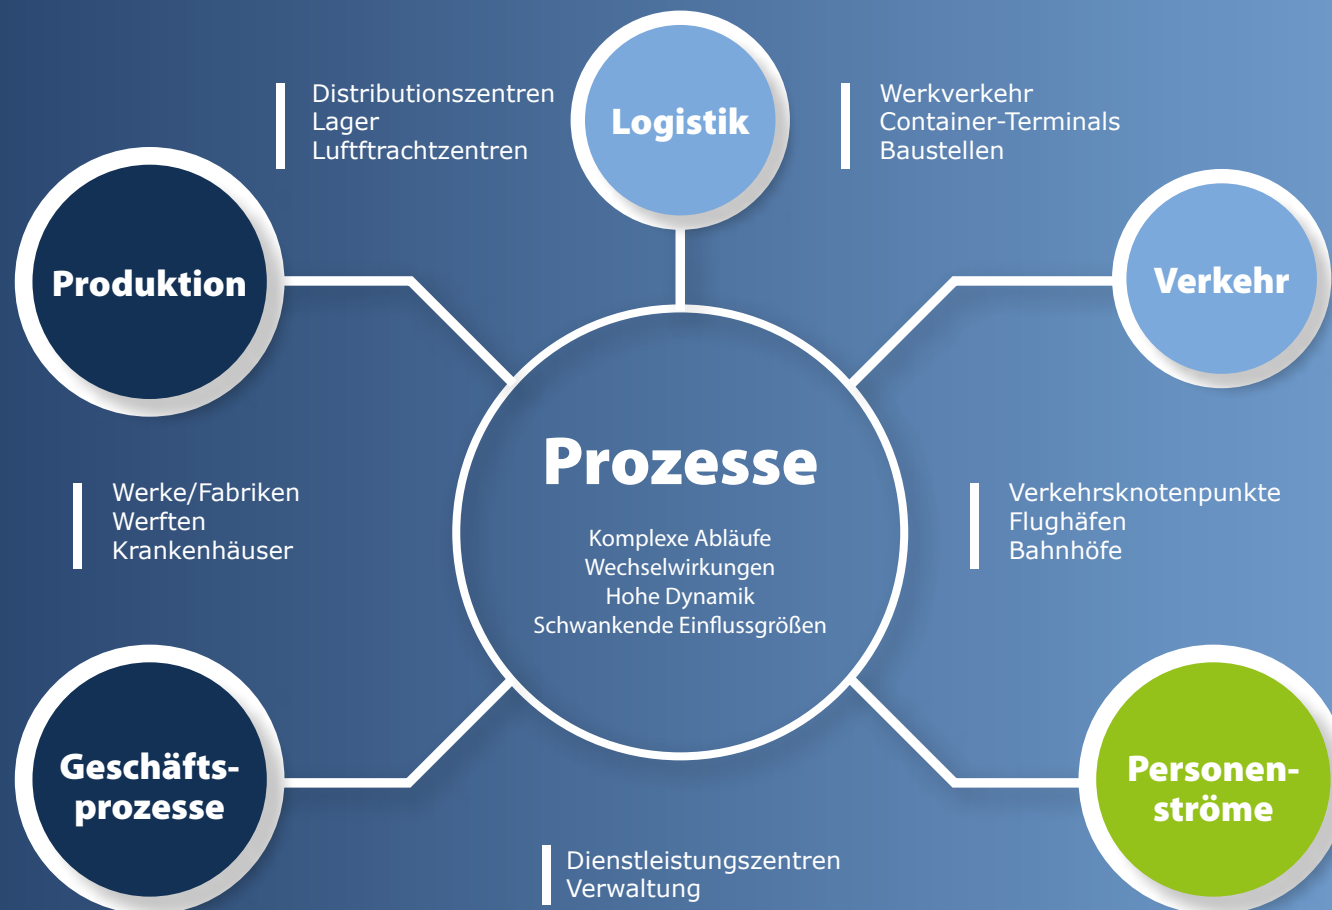 Logistik
Distributionszentren
Lager
Luftftrachtzentren
Werkverkehr
Container-Terminals
Baustellen
Produktion
Verkehr
Prozesse
Komplexe Abläufe
Wechselwirkungen
Hohe Dynamik
Schwankende Einflussgrößen
Werke/Fabriken
Werften
Krankenhäuser
Verkehrsknotenpunkte
Flughäfen
Bahnhöfe
Geschäfts-
prozesse
Personen-
ströme
Dienstleistungszentren
Verwaltung